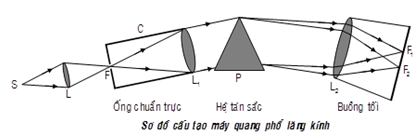 C
S
L
F
L₁
P
L₂
F₁
F₂
Ống chuẩn trực
Hệ tán sắc
Buồng tối
Sơ đồ cấu tạo máy quang phổ lăng kính